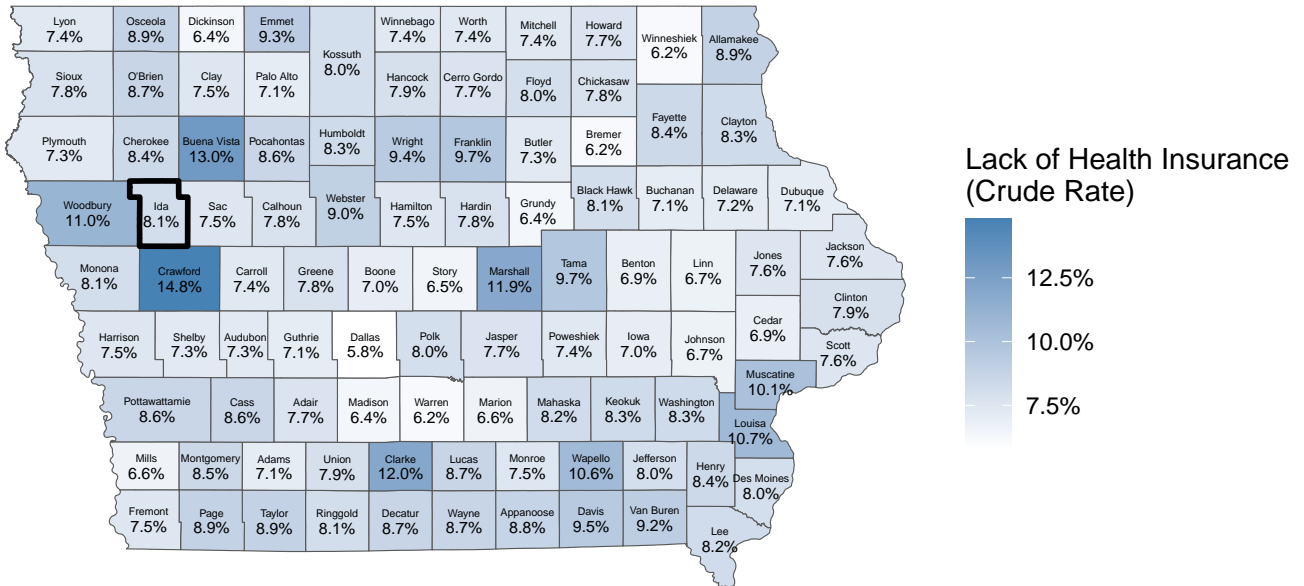 Lyon
7.4%
Osceola
8.9%
Dickinson
6.4%
Emmet
9.3%
Kossuth
8.0%
Winnebago
7.4%
Worth
7.4%
Mitchell
7.4%
Howard
7.7%
Winneshiek
6.2%
Allamakee
8.9%
Sioux
7.8%
O'Brien
8.7%
Clay
7.5%
Palo Alto
7.1%
Hancock
7.9%
Cerro Gordo
7.7%
Floyd
8.0%
Chickasaw
7.8%
Fayette
8.4%
Clayton
8.3%
Plymouth
7.3%
Cherokee
8.4%
Buena Vista
13.0%
Pocahontas
8.6%
Humboldt
8.3%
Wright
9.4%
Franklin
9.7%
Butler
7.3%
Bremer
6.2%
Woodbury
11.0%
Ida
8.1%
Sac
7.5%
Calhoun
7.8%
Webster
9.0%
Hamilton
7.5%
Hardin
7.8%
Grundy
6.4%
Black Hawk
8.1%
Buchanan
7.1%
Delaware
7.2%
Dubuque
7.1%
Monona
8.1%
Crawford
14.8%
Carroll
7.4%
Greene
7.8%
Boone
7.0%
Story
6.5%
Marshall
11.9%
Tama
9.7%
Benton
6.9%
Linn
6.7%
Jones
7.6%
Jackson
7.6%
Clinton
7.9%
Harrison
7.5%
Shelby
7.3%
Audubon
7.3%
Guthrie
7.1%
Dallas
5.8%
Polk
8.0%
Jasper
7.7%
Poweshiek
7.4%
Iowa
7.0%
Johnson
6.7%
Cedar
6.9%
Scott
7.6%
Muscatine
10.1%
Pottawattamie
8.6%
Cass
8.6%
Adair
7.7%
Madison
6.4%
Warren
6.2%
Marion
6.6%
Mahaska
8.2%
Keokuk
8.3%
Washington
8.3%
Louisa
10.7%
Mills
6.6%
Montgomery
8.5%
Adams
7.1%
Union
7.9%
Clarke
12.0%
Lucas
8.7%
Monroe
7.5%
Wapello
10.6%
Jefferson
8.0%
Henry
8.4%
Des Moines
8.0%
Fremont
7.5%
Page
8.9%
Taylor
8.9%
Ringgold
8.1%
Decatur
8.7%
Wayne
8.7%
Appanoose
8.8%
Davis
9.5%
Van Buren
9.2%
Lee
8.2%
Lack of Health Insurance
(Crude Rate)
12.5%
10.0%
7.5%